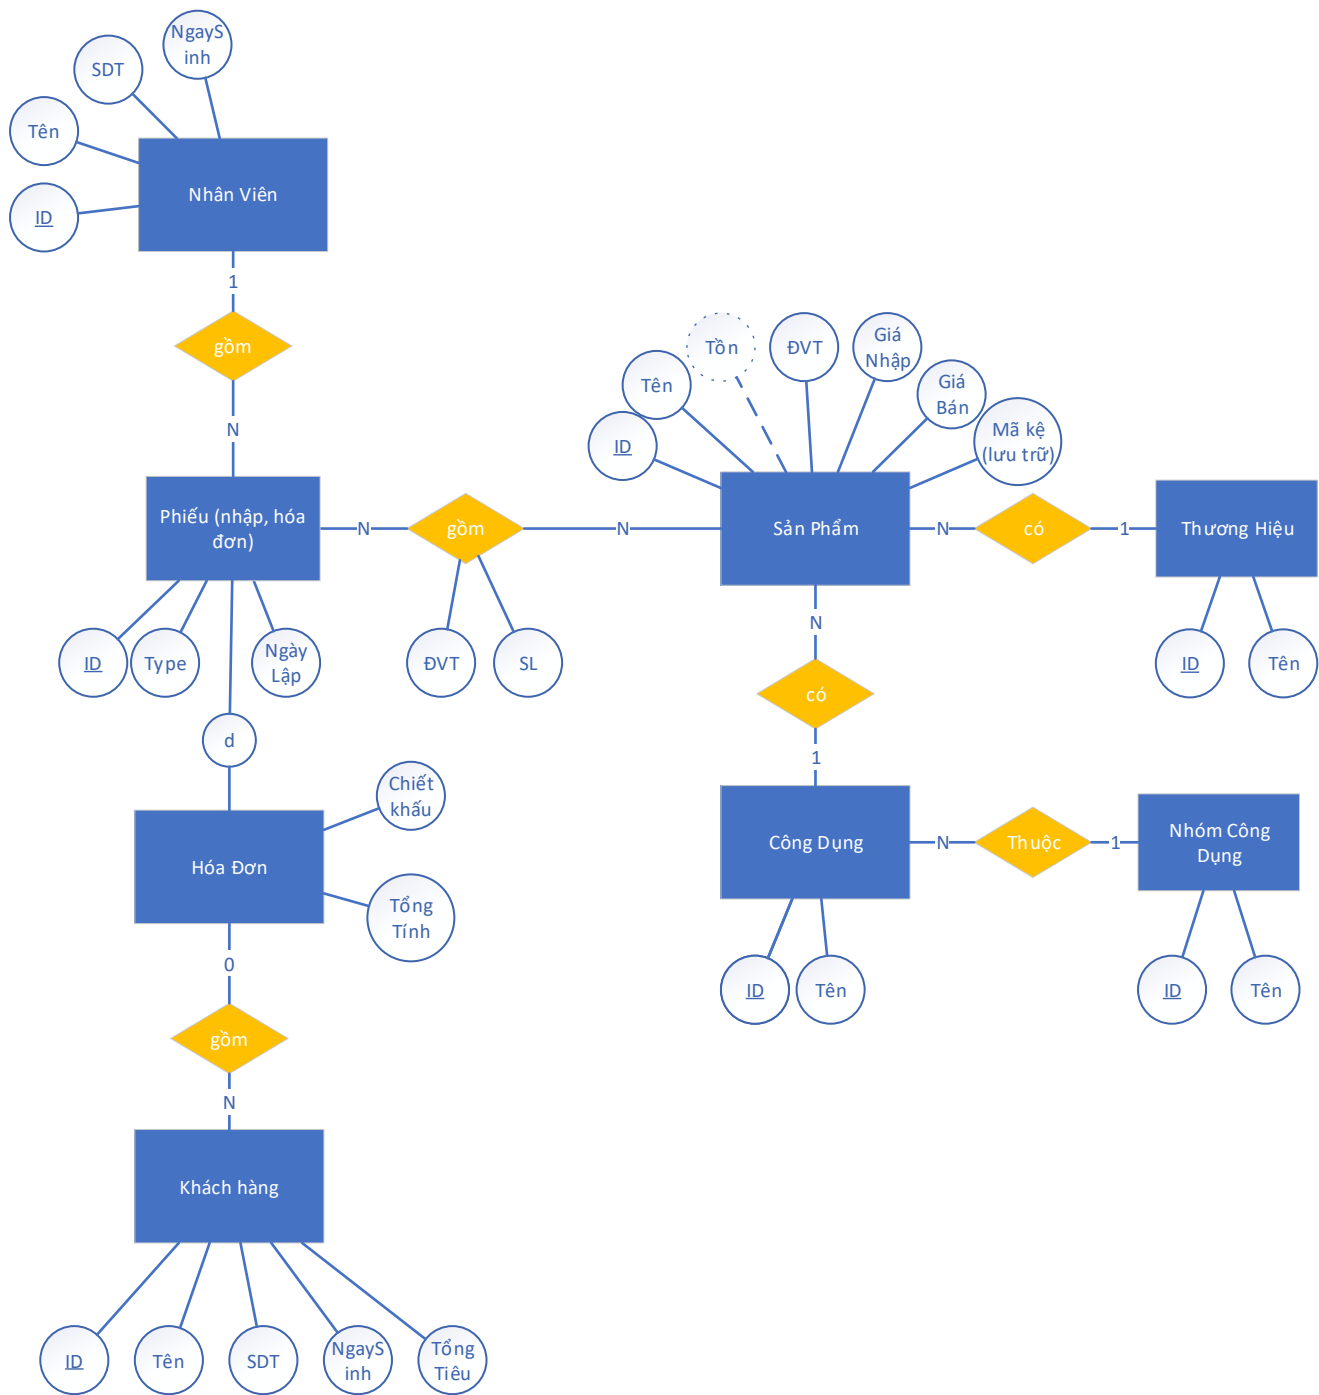 NgayS
inh
SDT
Tên
ID
Nhân Viên
1
gồm
N
Phiếu (nhập, hóa
đơn)
ID
Type
Ngày
Lập
N
gồm
N
ĐVT
SL
ID
Tên
Tồn
ĐVT
Giá
Nhập
Giá
Bán
Mã kệ
(lưu trữ)
Sản Phẩm
N
có
1
Thương Hiệu
ID
Tên
N
có
1
Công Dụng
ID
Tên
N
Thuộc
1
Nhóm Công
Dụng
ID
Tên
d
Hóa Đơn
Chiết
khấu
Tổng
Tính
0
gồm
N
Khách hàng
ID
Tên
SDT
NgayS
inh
Tổng
Tiêu